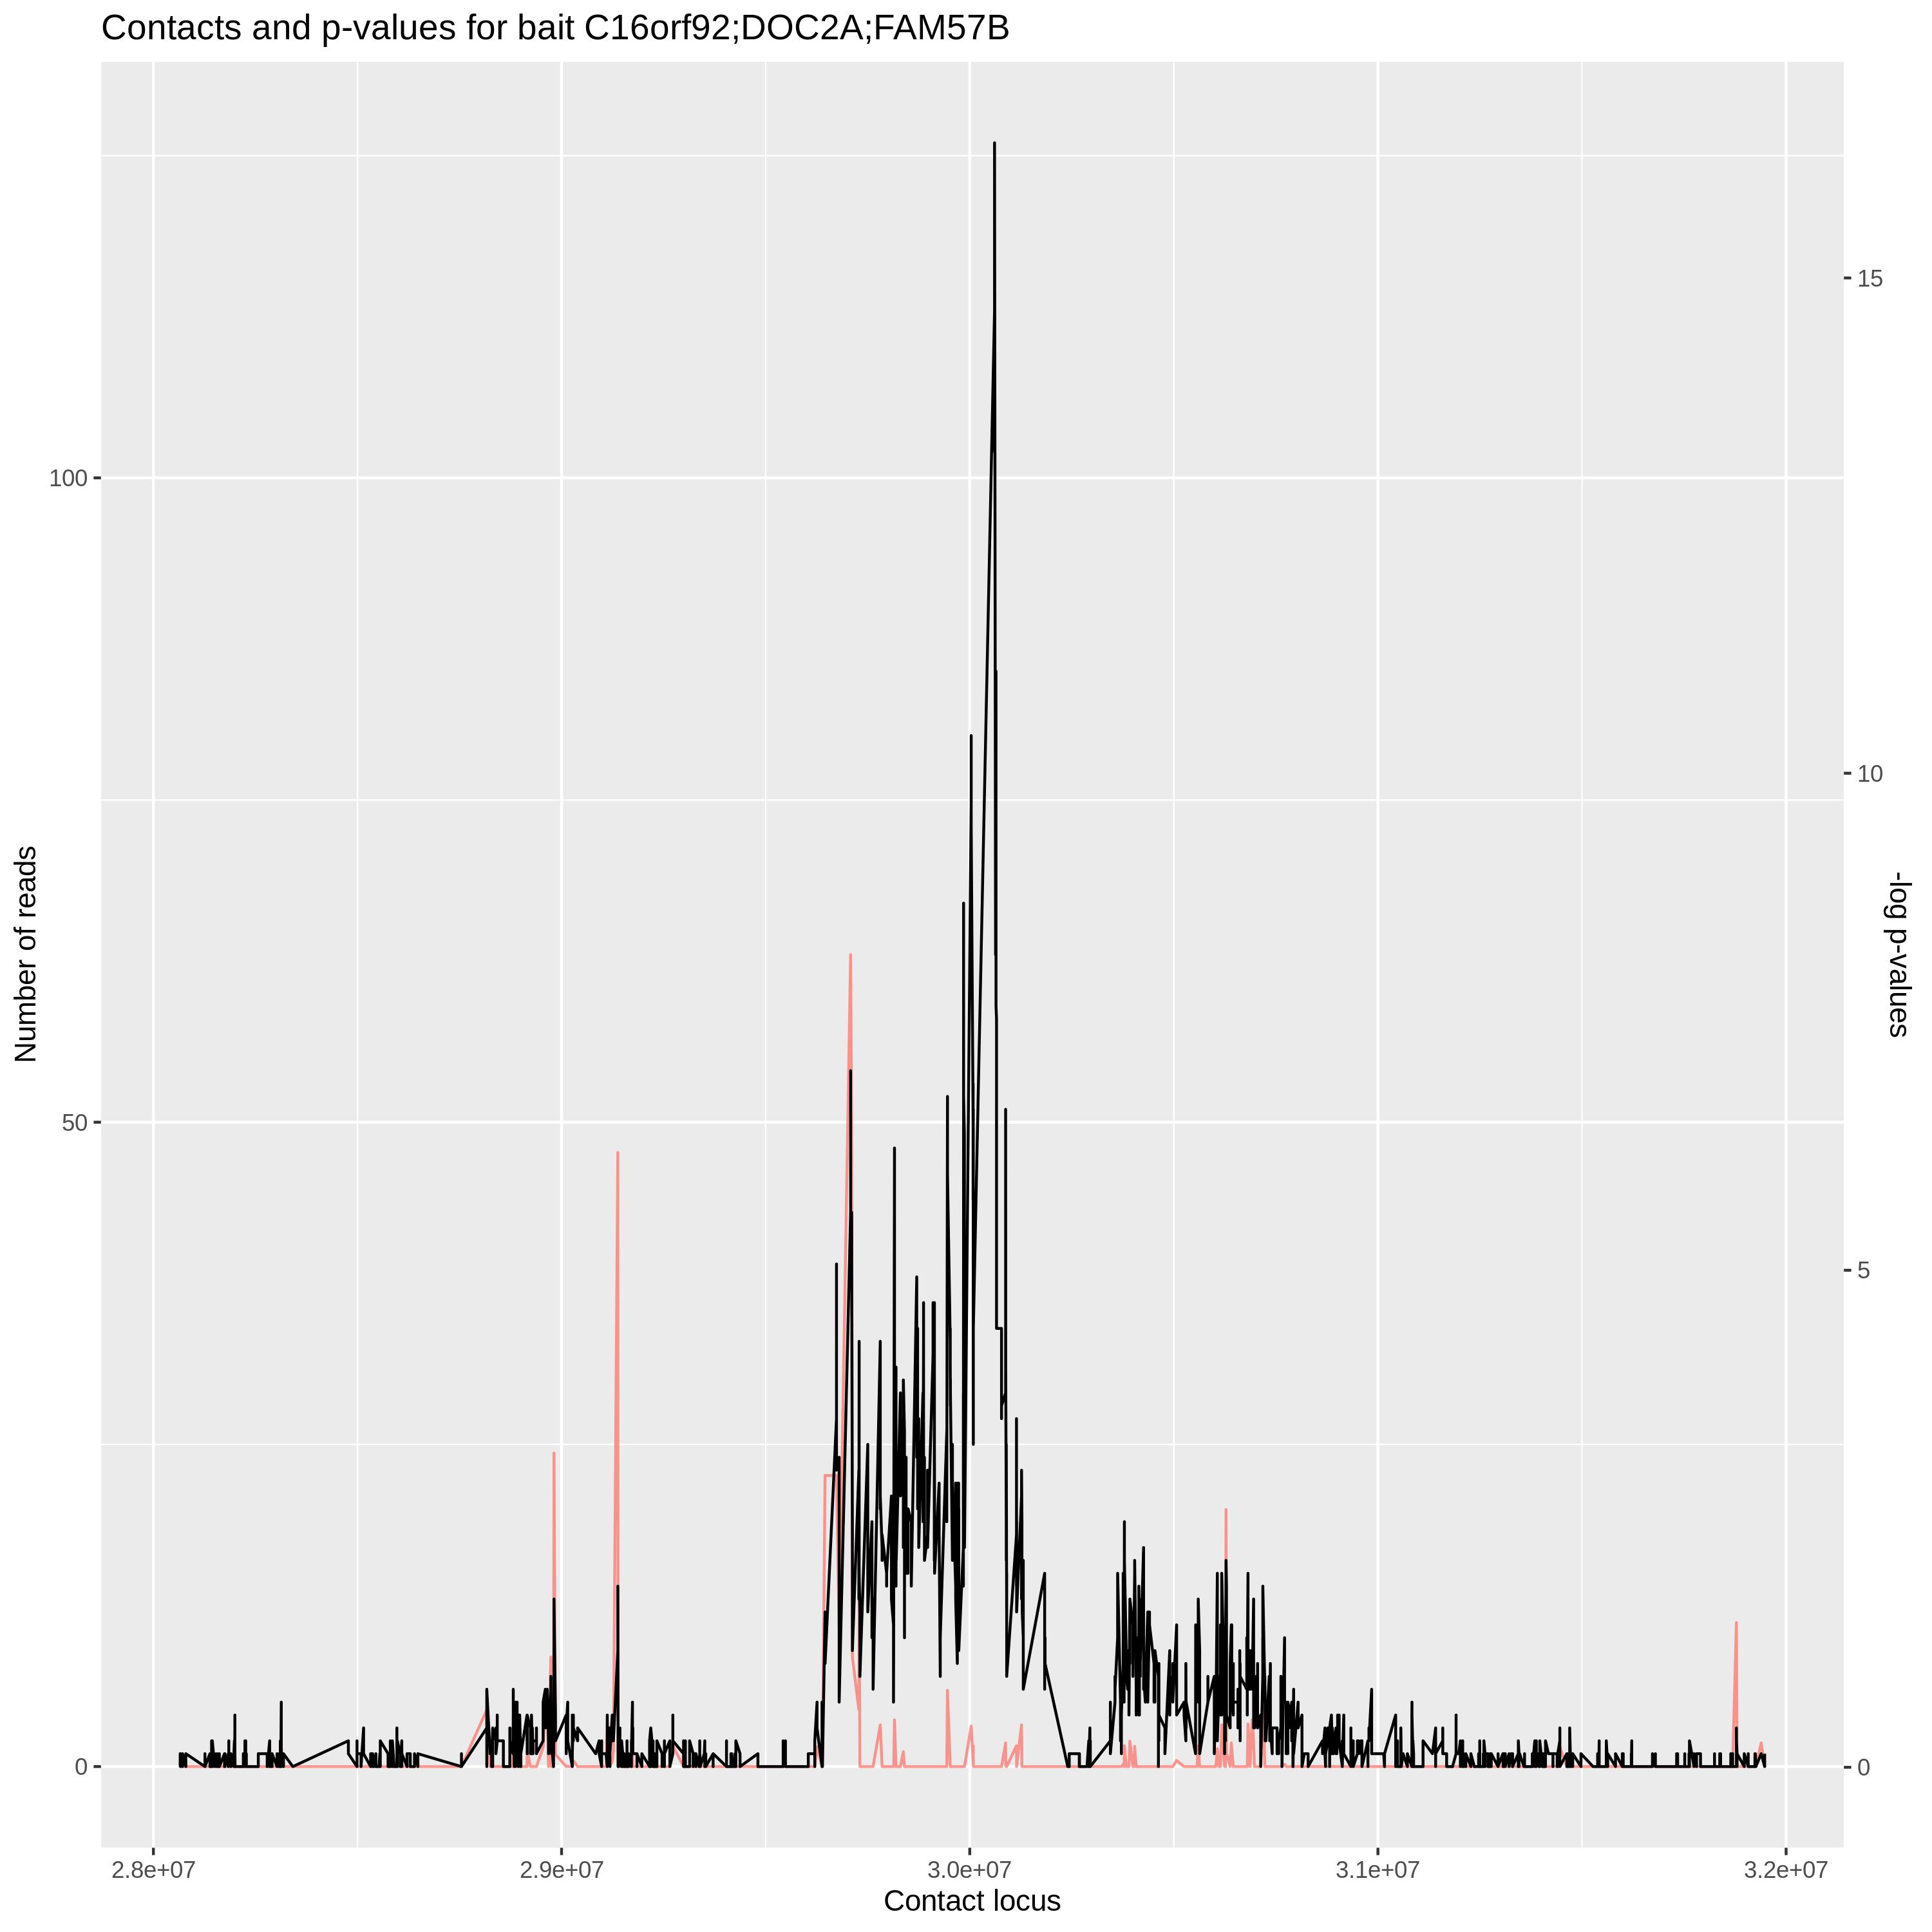 Contacts and p-values for bait C16orf92;DOC2A;FAM57B
15
100
10
Number of reads
-log p-values
50
5
0
0
2.8e+07
2.9e+07
3.0e+07
3.1e+07
3.2e+07
Contact locus